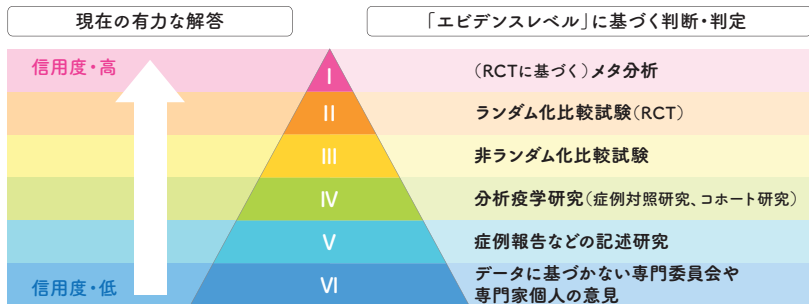 現在の有力な解答
「エビデンスレベル」に基づく判断・判定
信用度・高
Ⅰ
(RCTに基づく)メタ分析
Ⅱ
ランダム化比較試験(RCT)
Ⅲ
非ランダム化比較試験
Ⅳ
分析疫学研究(症例対照研究、コホート研究)
Ⅴ
症例報告などの記述研究
信用度・低
Ⅵ
データに基づかない専門委員会や
専門家個人の意見